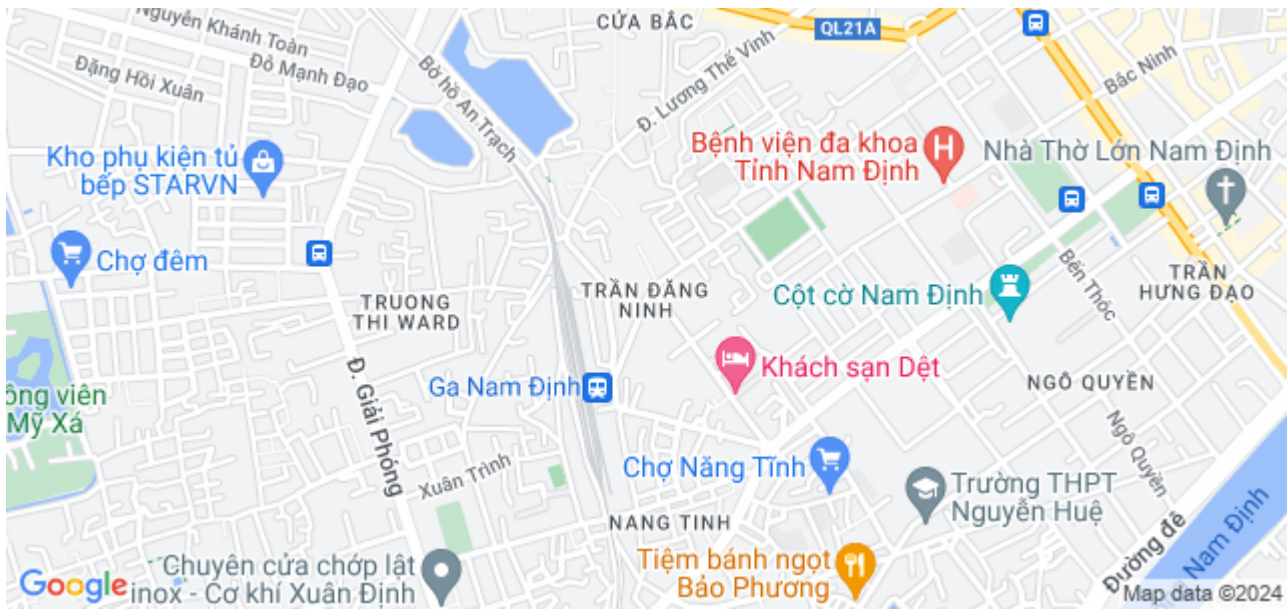 Nguyễn Khánh Toàn
Đỗ Mạnh Đạo
Đặng Hồi Xuân
Bờ hồ An Trạch
CỬA BẮC
Đ. Lương Thế Vinh
QL21A
Bắc Ninh
Kho phụ kiện tủ
bếp STARVN
Bệnh viện đa khoa
Tỉnh Nam Định
H
Nhà Thờ Lớn Nam Định
Chợ đêm
TRUONG
THI WARD
TRẦN ĐĂNG
NINH
Cột cờ Nam Định
Bến Thóc
TRẦN
HƯNG ĐẠO
Đ. Giải Phóng
Ga Nam Định
Khách sạn Dệt
NGÔ QUYỀN
Ngô Quyền
ông viên
Mỹ Xá
Xuân Trình
Chợ Năng Tĩnh
Trường THPT
Nguyễn Huệ
NANG TINH
Đường đê
Nam Định
Chuyên cửa chớp lật
inox - Cơ khí Xuân Định
Tiệm bánh ngọt
Bảo Phương
Google
Map data ©2024